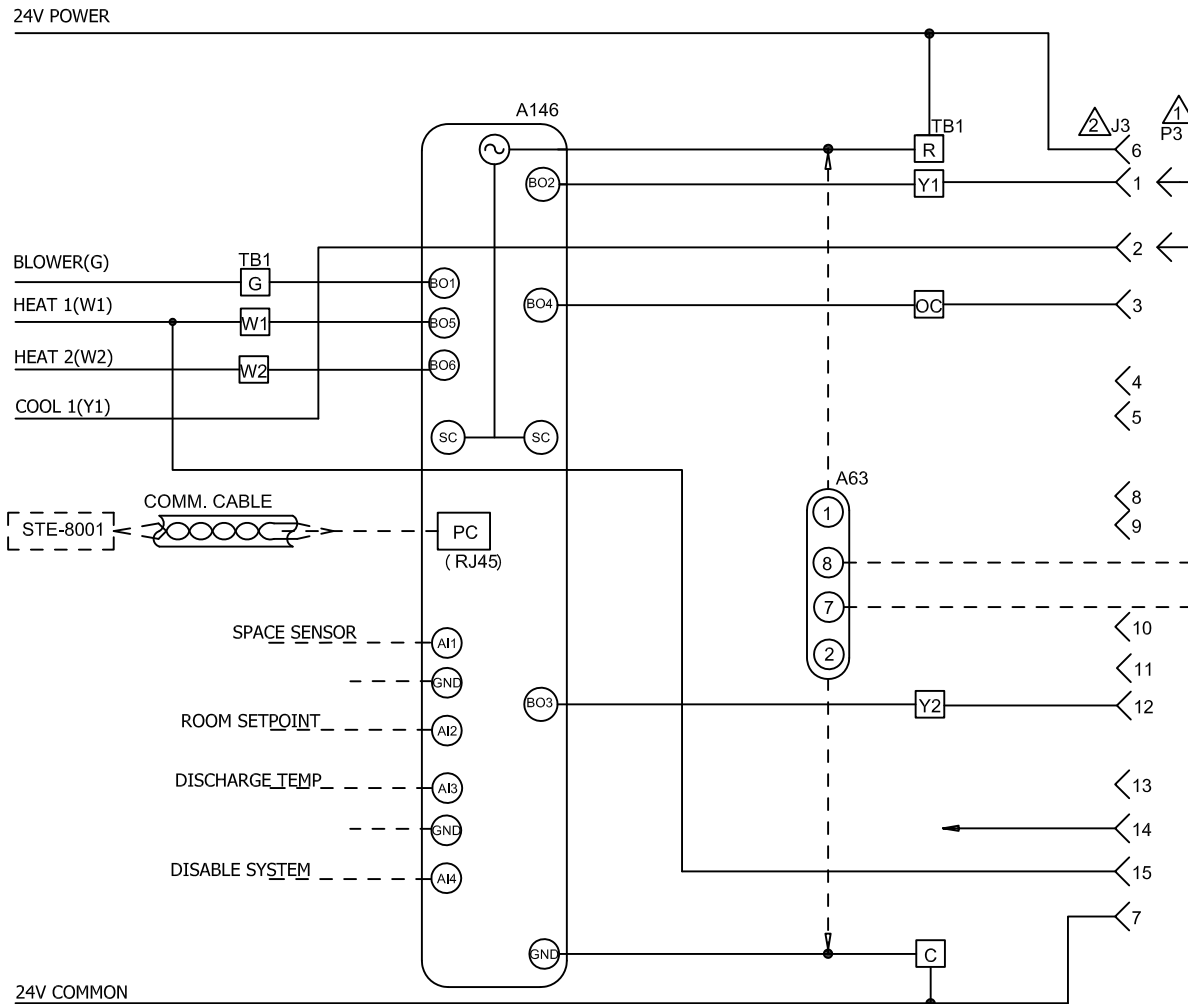 24V POWER
A146
2 J3
1
P3
TB1
R
6
BO2
Y1
1
2
BLOWER(G)
TB1
G
BO1
HEAT 1(W1)
W1
BO5
BO4
OC
3
HEAT 2(W2)
W2
BO6
4
COOL 1(Y1)
5
SC
SC
A63
COMM. CABLE
8
STE-8001
PC
(RJ45)
1
9
8
7
SPACE SENSOR
AI1
10
2
GND
11
BO3
Y2
12
ROOM SETPOINT
AI2
DISCHARGE TEMP
AI3
13
GND
14
DISABLE SYSTEM
AI4
15
7
GND
C
24V COMMON